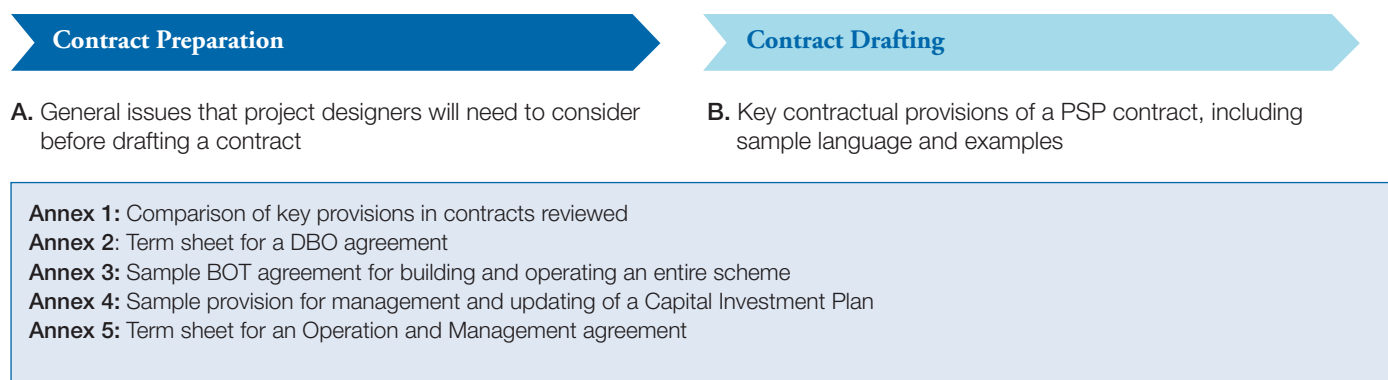 Contract Preparation
Contract Drafting
A. General issues that project designers will need to consider
before drafting a contract
B. Key contractual provisions of a PSP contract, including
sample language and examples
Annex 1: Comparison of key provisions in contracts reviewed
Annex 2: Term sheet for a DBO agreement
Annex 3: Sample BOT agreement for building and operating an entire scheme
Annex 4: Sample provision for management and updating of a Capital Investment Plan
Annex 5: Term sheet for an Operation and Management agreement